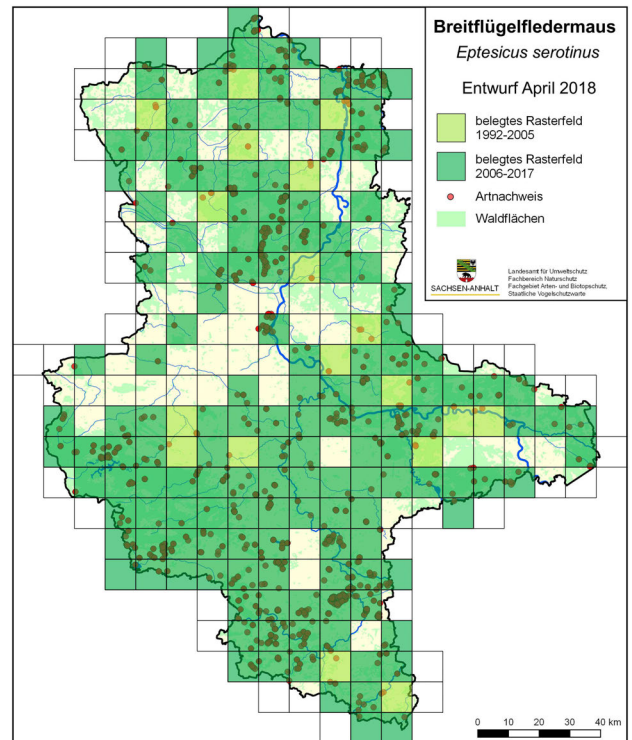 Breitflügelfledermaus
Eptesicus serotinus
Entwurf April 2018
belegtes Rasterfeld
1992-2005
belegtes Rasterfeld
2006-2017
Artnachweis
Waldflächen
SACHSEN-ANHALT
Landesamt für Umweltschutz
Fachbereich Naturschutz
Fachgebiet Arten- und Biotopschutz,
Staatliche Vogelschutzwarte
0 10 20 30 40 km